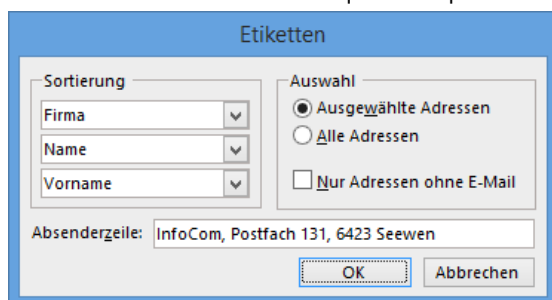 Etiketten
Sortierung
Firma
Name
Vorname
Auswahl
Ausgewählte Adressen
Alle Adressen
Nur Adressen ohne E-Mail
Absenderzeile: InfoCom, Postfach 131, 6423 Seewen
OK Abbrechen